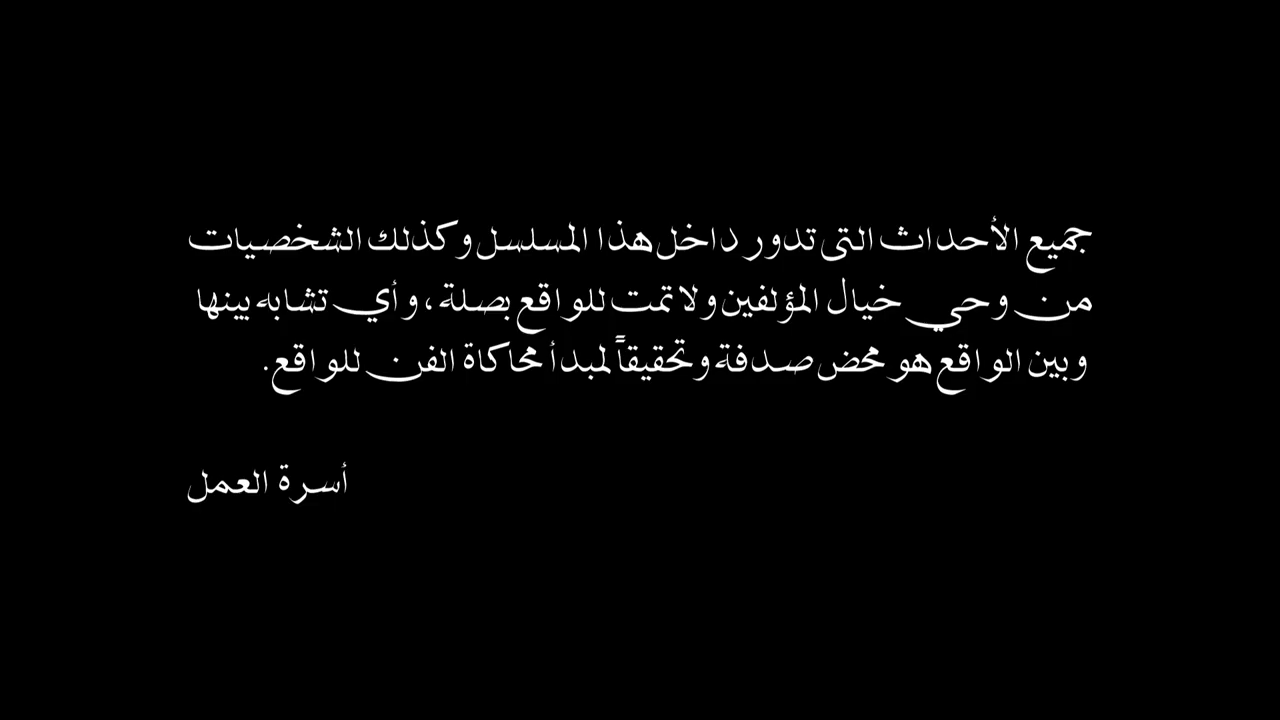 جميع الأحداث التى تدور داخل هذا المسلسل وكذلك الشخصيات
من وحي خيال المؤلفين ولا تمت للواقع بصلة، وأي تشابه بينها
وبين الواقع هو محض صدفة وتحقيقاً لمبدأ محاكاة الفن للواقع.
أسرة العمل